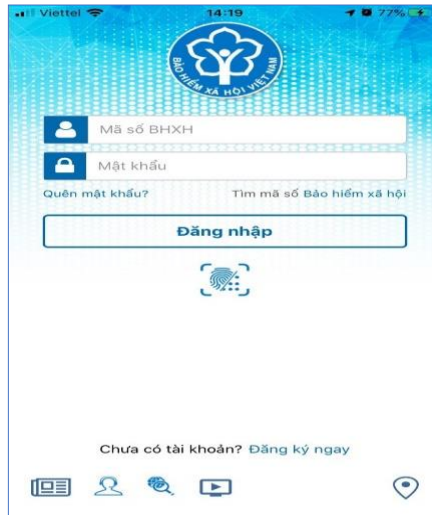 Viettel 14:19 77%
BẢO HIỂM XÃ HỘI VIỆT NAM
Mã số BHXH
Mật khẩu
Quên mật khẩu? Tìm mã số Bảo hiểm xã hội
Đăng nhập
Chưa có tài khoản? Đăng ký ngay